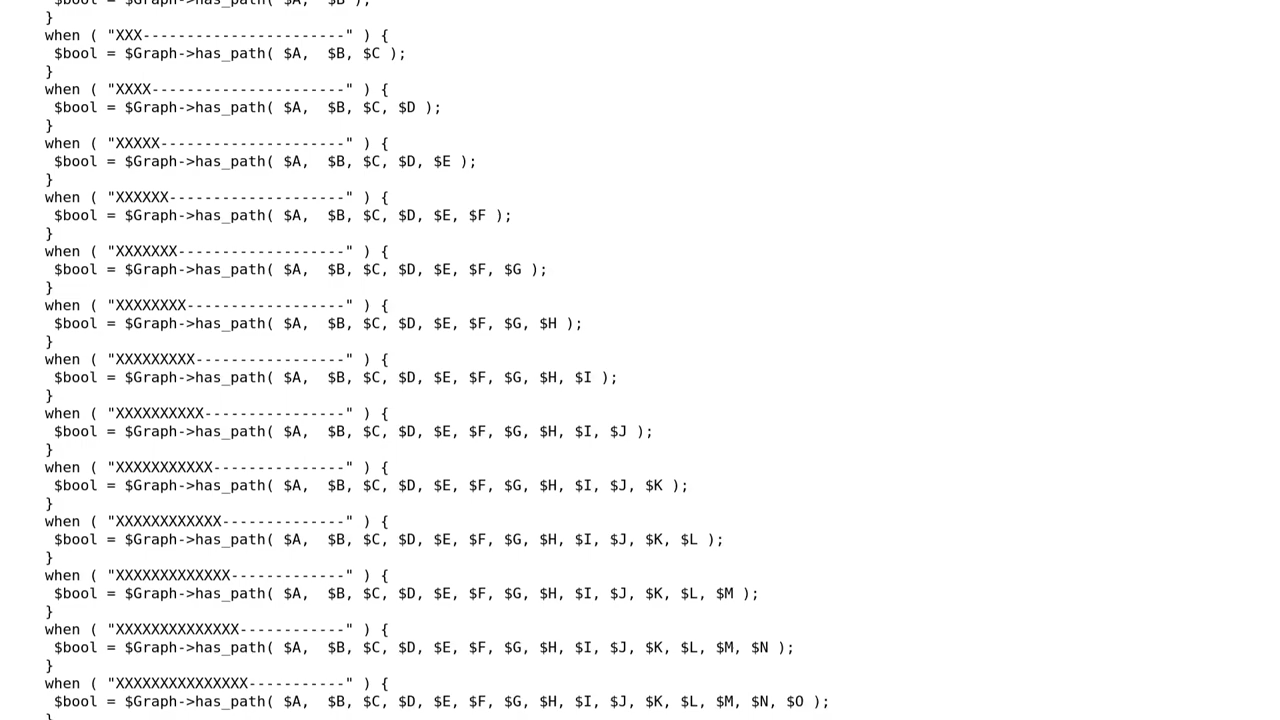 $bool = $Graph->has_path( $A,  $B );
}
when ( "XXX-----------------------" ) {
 $bool = $Graph->has_path( $A,  $B, $C );
}
when ( "XXXX----------------------" ) {
 $bool = $Graph->has_path( $A,  $B, $C, $D );
}
when ( "XXXXX---------------------" ) {
 $bool = $Graph->has_path( $A,  $B, $C, $D, $E );
}
when ( "XXXXXX--------------------" ) {
 $bool = $Graph->has_path( $A,  $B, $C, $D, $E, $F );
}
when ( "XXXXXXX-------------------" ) {
 $bool = $Graph->has_path( $A,  $B, $C, $D, $E, $F, $G );
}
when ( "XXXXXXXX------------------" ) {
 $bool = $Graph->has_path( $A,  $B, $C, $D, $E, $F, $G, $H );
}
when ( "XXXXXXXXX-----------------" ) {
 $bool = $Graph->has_path( $A,  $B, $C, $D, $E, $F, $G, $H, $I );
}
when ( "XXXXXXXXXX----------------" ) {
 $bool = $Graph->has_path( $A,  $B, $C, $D, $E, $F, $G, $H, $I, $J );
}
when ( "XXXXXXXXXXX---------------" ) {
 $bool = $Graph->has_path( $A,  $B, $C, $D, $E, $F, $G, $H, $I, $J, $K );
}
when ( "XXXXXXXXXXXX--------------" ) {
 $bool = $Graph->has_path( $A,  $B, $C, $D, $E, $F, $G, $H, $I, $J, $K, $L );
}
when ( "XXXXXXXXXXXXX-------------" ) {
 $bool = $Graph->has_path( $A,  $B, $C, $D, $E, $F, $G, $H, $I, $J, $K, $L, $M );
}
when ( "XXXXXXXXXXXXXX------------" ) {
 $bool = $Graph->has_path( $A,  $B, $C, $D, $E, $F, $G, $H, $I, $J, $K, $L, $M, $N );
}
when ( "XXXXXXXXXXXXXXX-----------" ) {
 $bool = $Graph->has_path( $A,  $B, $C, $D, $E, $F, $G, $H, $I, $J, $K, $L, $M, $N, $O );
}